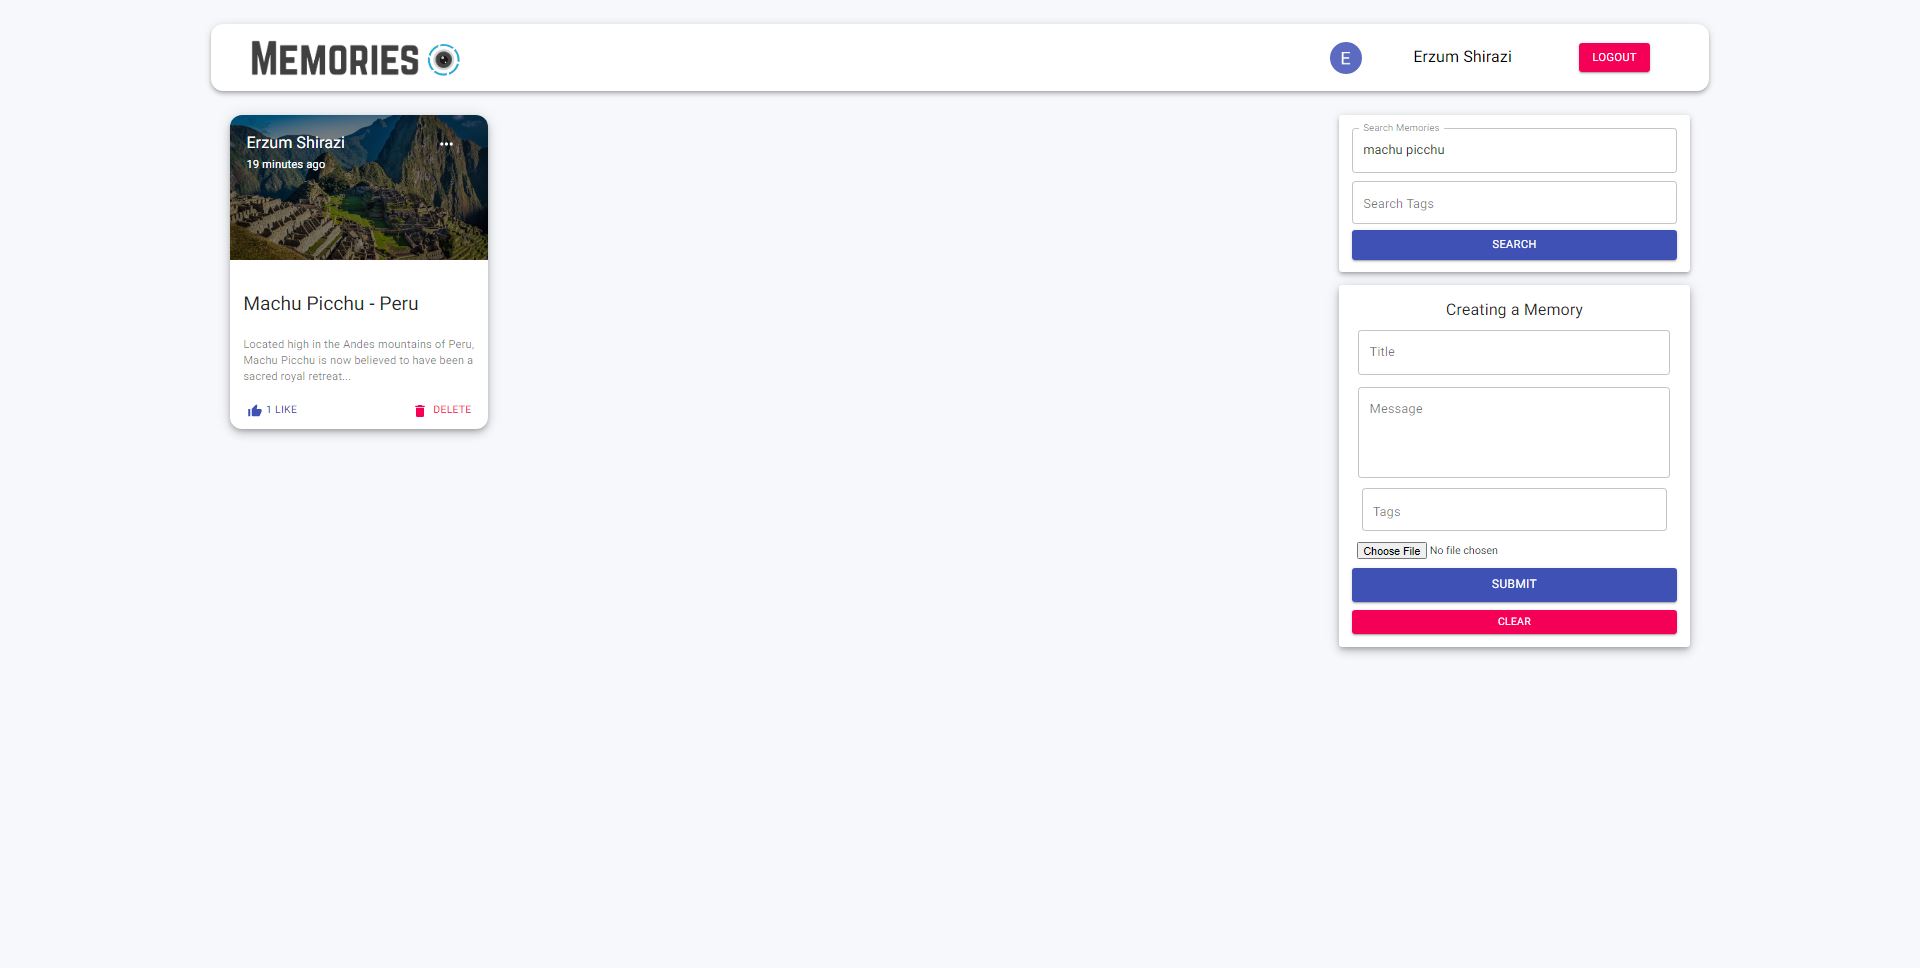 MEMORIES
E
Erzum Shirazi
LOGOUT
Erzum Shirazi
19 minutes ago
Machu Picchu - Peru
Located high in the Andes mountains of Peru,
Machu Picchu is now believed to have been a
sacred royal retreat...
1 LIKE
DELETE
Search Memories
machu picchu
Search Tags
SEARCH
Creating a Memory
Title
Message
Tags
Choose File No file chosen
SUBMIT
CLEAR